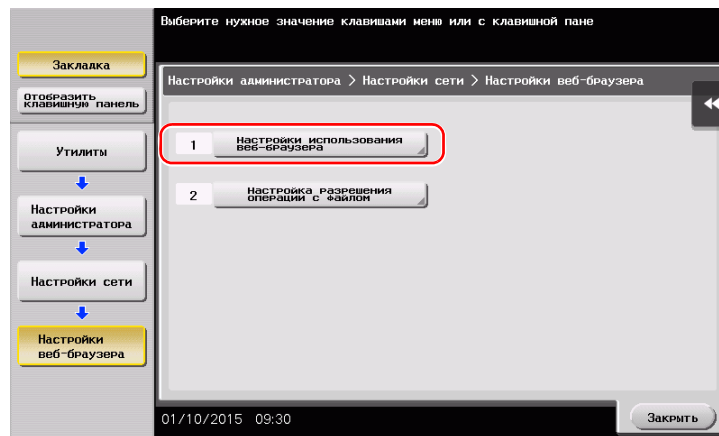 Выберите нужное значение клавишами меню или с клавишной пане
Закладка
Отобразить
клавишную панель
Утилиты
Настройки
администратора
Настройки сети
Настройки
веб-браузера
Настройки администратора > Настройки сети > Настройки веб-браузера
1 Настройки использования
веб-браузера
2 Настройка разрешения
операции с файлом
01/10/2015 09:30
Закрыть